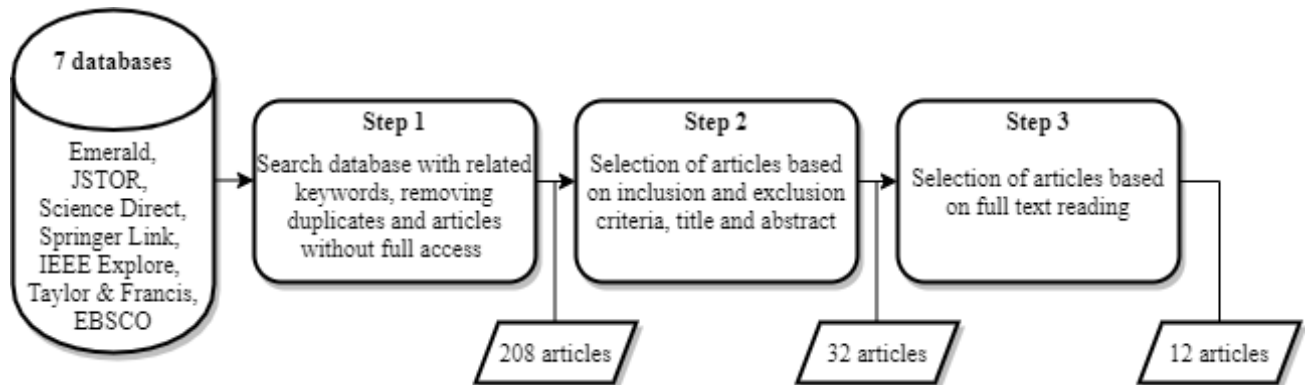 7 databases
Emerald,
JSTOR,
Science Direct,
Springer Link,
IEEE Explore,
Taylor & Francis,
EBSCO
Step 1
Search database with related
keywords, removing
duplicates and articles
without full access
Step 2
Selection of articles based
on inclusion and exclusion
criteria, title and abstract
Step 3
Selection of articles based
on full text reading
208 articles
32 articles
12 articles